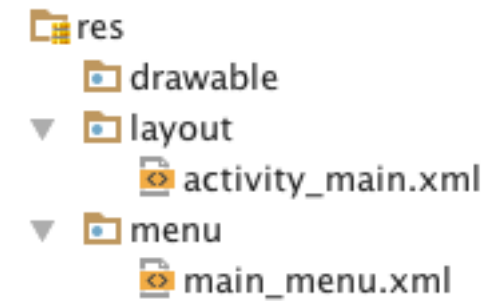 res
drawable
layout
activity_main.xml
menu
main_menu.xml